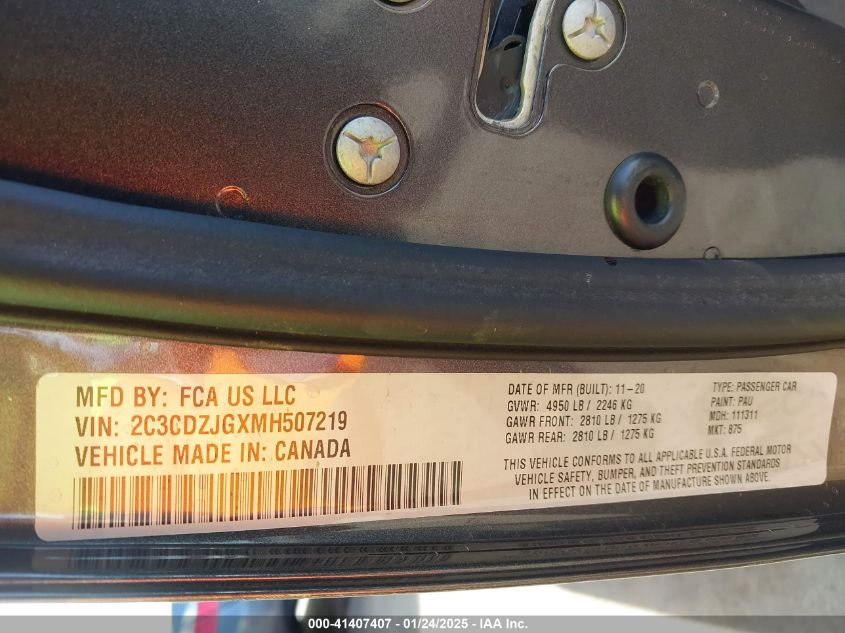 MFD BY: FCA US LLC
VIN: 2C3CDZJGXMH507219
VEHICLE MADE IN: CANADA
DATE OF MFR (BUILT): 11-20
GVWR: 4950 LB / 2246 KG
GAWR FRONT: 2810 LB / 1275 KG
GAWR REAR: 2810 LB / 1275 KG
TYPE: PASSENGER CAR
PAINT: PAU
MDH: 111311
MKT: 875
THIS VEHICLE CONFORMS TO ALL APPLICABLE U.S.A. FEDERAL MOTOR
VEHICLE SAFETY, BUMPER, AND THEFT PREVENTION STANDARDS
IN EFFECT ON THE DATE OF MANUFACTURE SHOWN ABOVE.
000-41407407 - 01/24/2025 - IAA Inc.